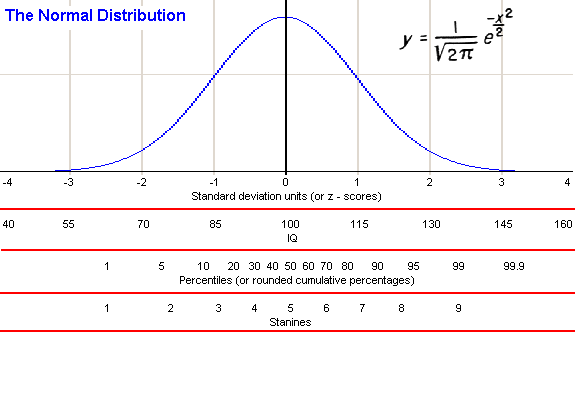 The Normal Distribution
y = 1/√2π e^-x²/2
-4 -3 -2 -1 0 1 2 3 4
Standard deviation units (or z - scores)
40 55 70 85 100 115 130 145 160
IQ
1 5 10 20 30 40 50 60 70 80 90 95 99 99.9
Percentiles (or rounded cumulative percentages)
1 2 3 4 5 6 7 8 9
Stanines